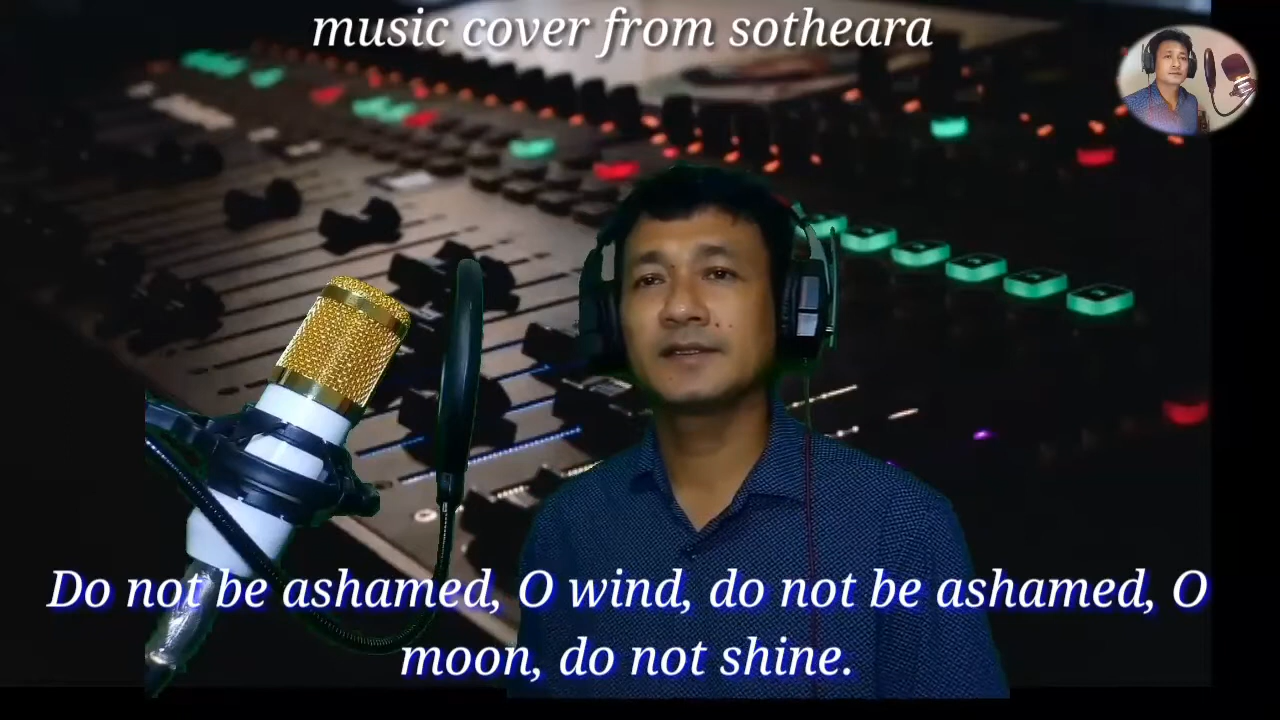 music cover from sotheara
Do not be ashamed, O wind, do not be ashamed, O
moon, do not shine.